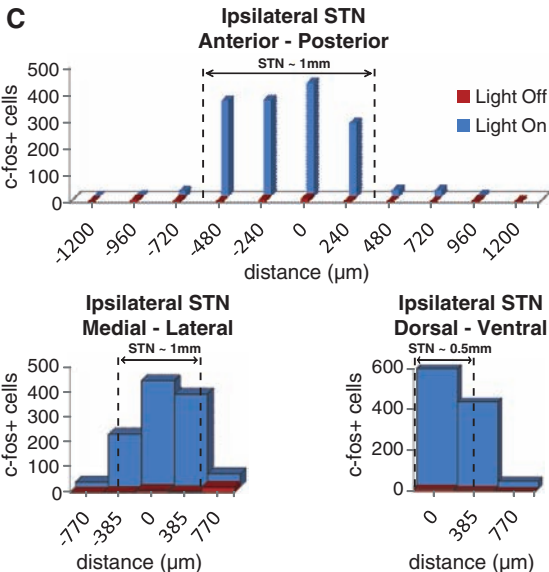 C
Ipsilateral STN
Anterior - Posterior
STN ~ 1mm
c-fos+ cells
500
400
300
200
100
0
Light Off
Light On
-1200 -960 -720 -480 -240 0 240 480 720 960 1200
distance (µm)
Ipsilateral STN
Medial - Lateral
STN ~ 1mm
c-fos+ cells
500
400
300
200
100
0
-770 -385 0 385 770
distance (µm)
Ipsilateral STN
Dorsal - Ventral
STN ~ 0.5mm
c-fos+ cells
600
400
200
0
0 385 770
distance (µm)